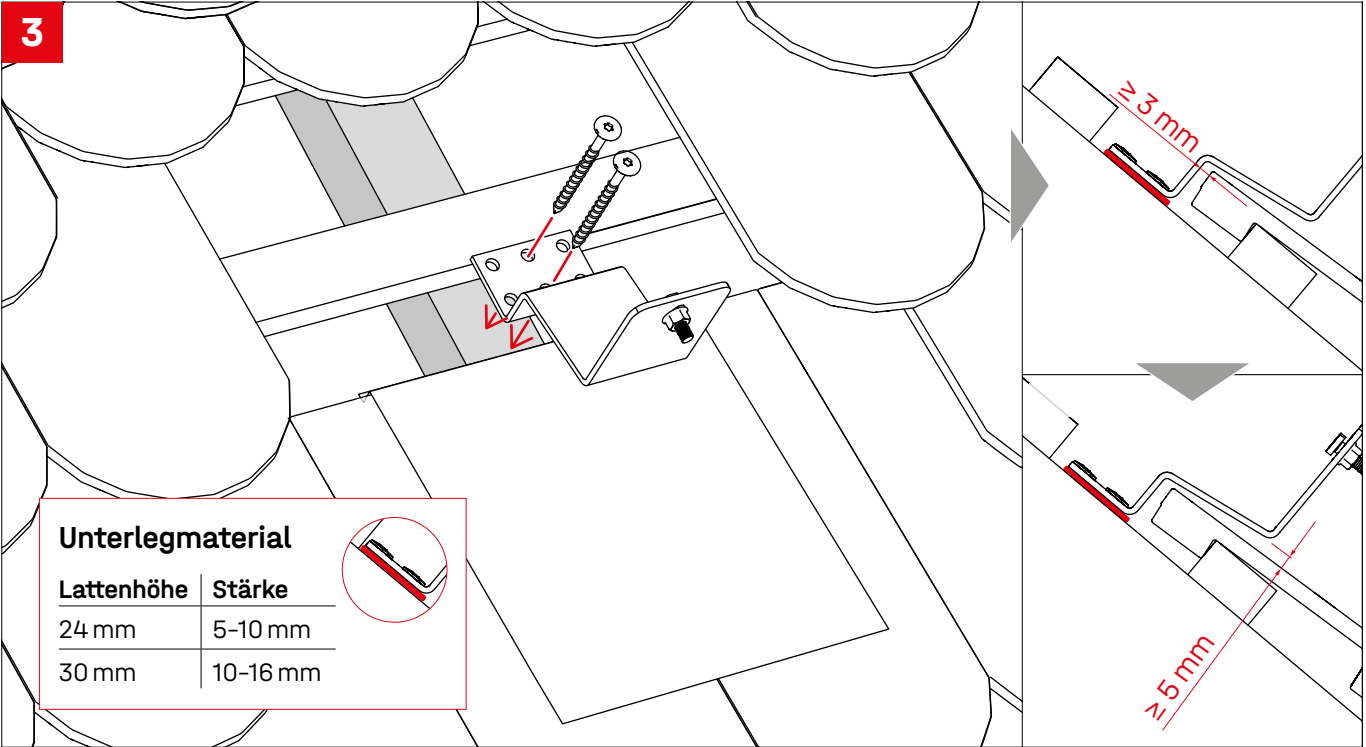 3
≥ 3 mm
≥ 5 mm
Unterlegmaterial
Lattenhöhe Stärke
24 mm 5–10 mm
30 mm 10–16 mm